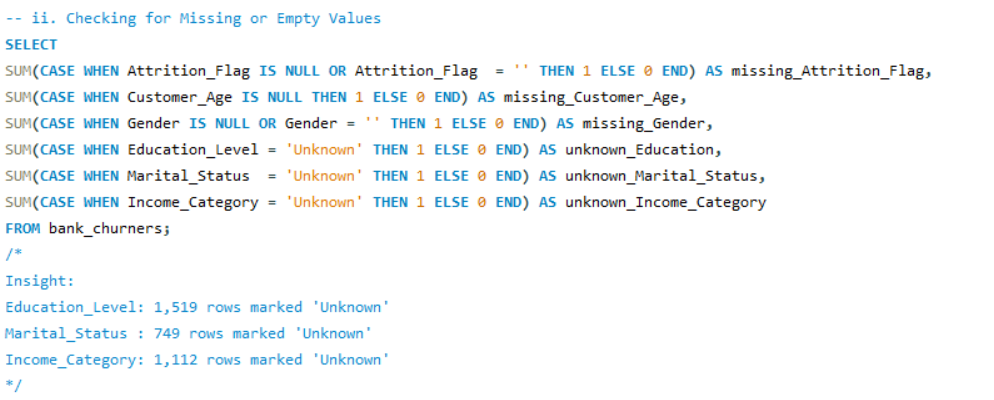 -- ii. Checking for Missing or Empty Values
SELECT
SUM(CASE WHEN Attrition_Flag IS NULL OR Attrition_Flag  = '' THEN 1 ELSE 0 END) AS missing_Attrition_Flag,
SUM(CASE WHEN Customer_Age IS NULL THEN 1 ELSE 0 END) AS missing_Customer_Age,
SUM(CASE WHEN Gender IS NULL OR Gender = '' THEN 1 ELSE 0 END) AS missing_Gender,
SUM(CASE WHEN Education_Level = 'Unknown' THEN 1 ELSE 0 END) AS unknown_Education,
SUM(CASE WHEN Marital_Status  = 'Unknown' THEN 1 ELSE 0 END) AS unknown_Marital_Status,
SUM(CASE WHEN Income_Category = 'Unknown' THEN 1 ELSE 0 END) AS unknown_Income_Category
FROM bank_churners;
/*
Insight:
Education_Level: 1,519 rows marked 'Unknown'
Marital_Status : 749 rows marked 'Unknown'
Income_Category: 1,112 rows marked 'Unknown'
*/